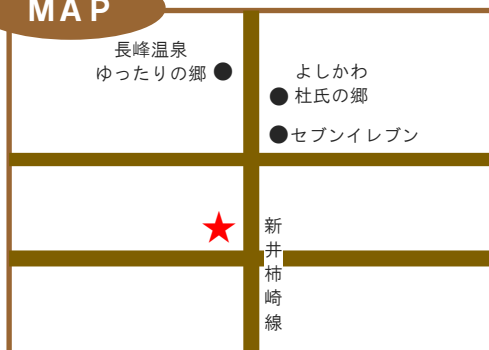 MAP
長峰温泉
ゆったりの郷
よしかわ
杜氏の郷
セブンイレブン
新井柿崎線